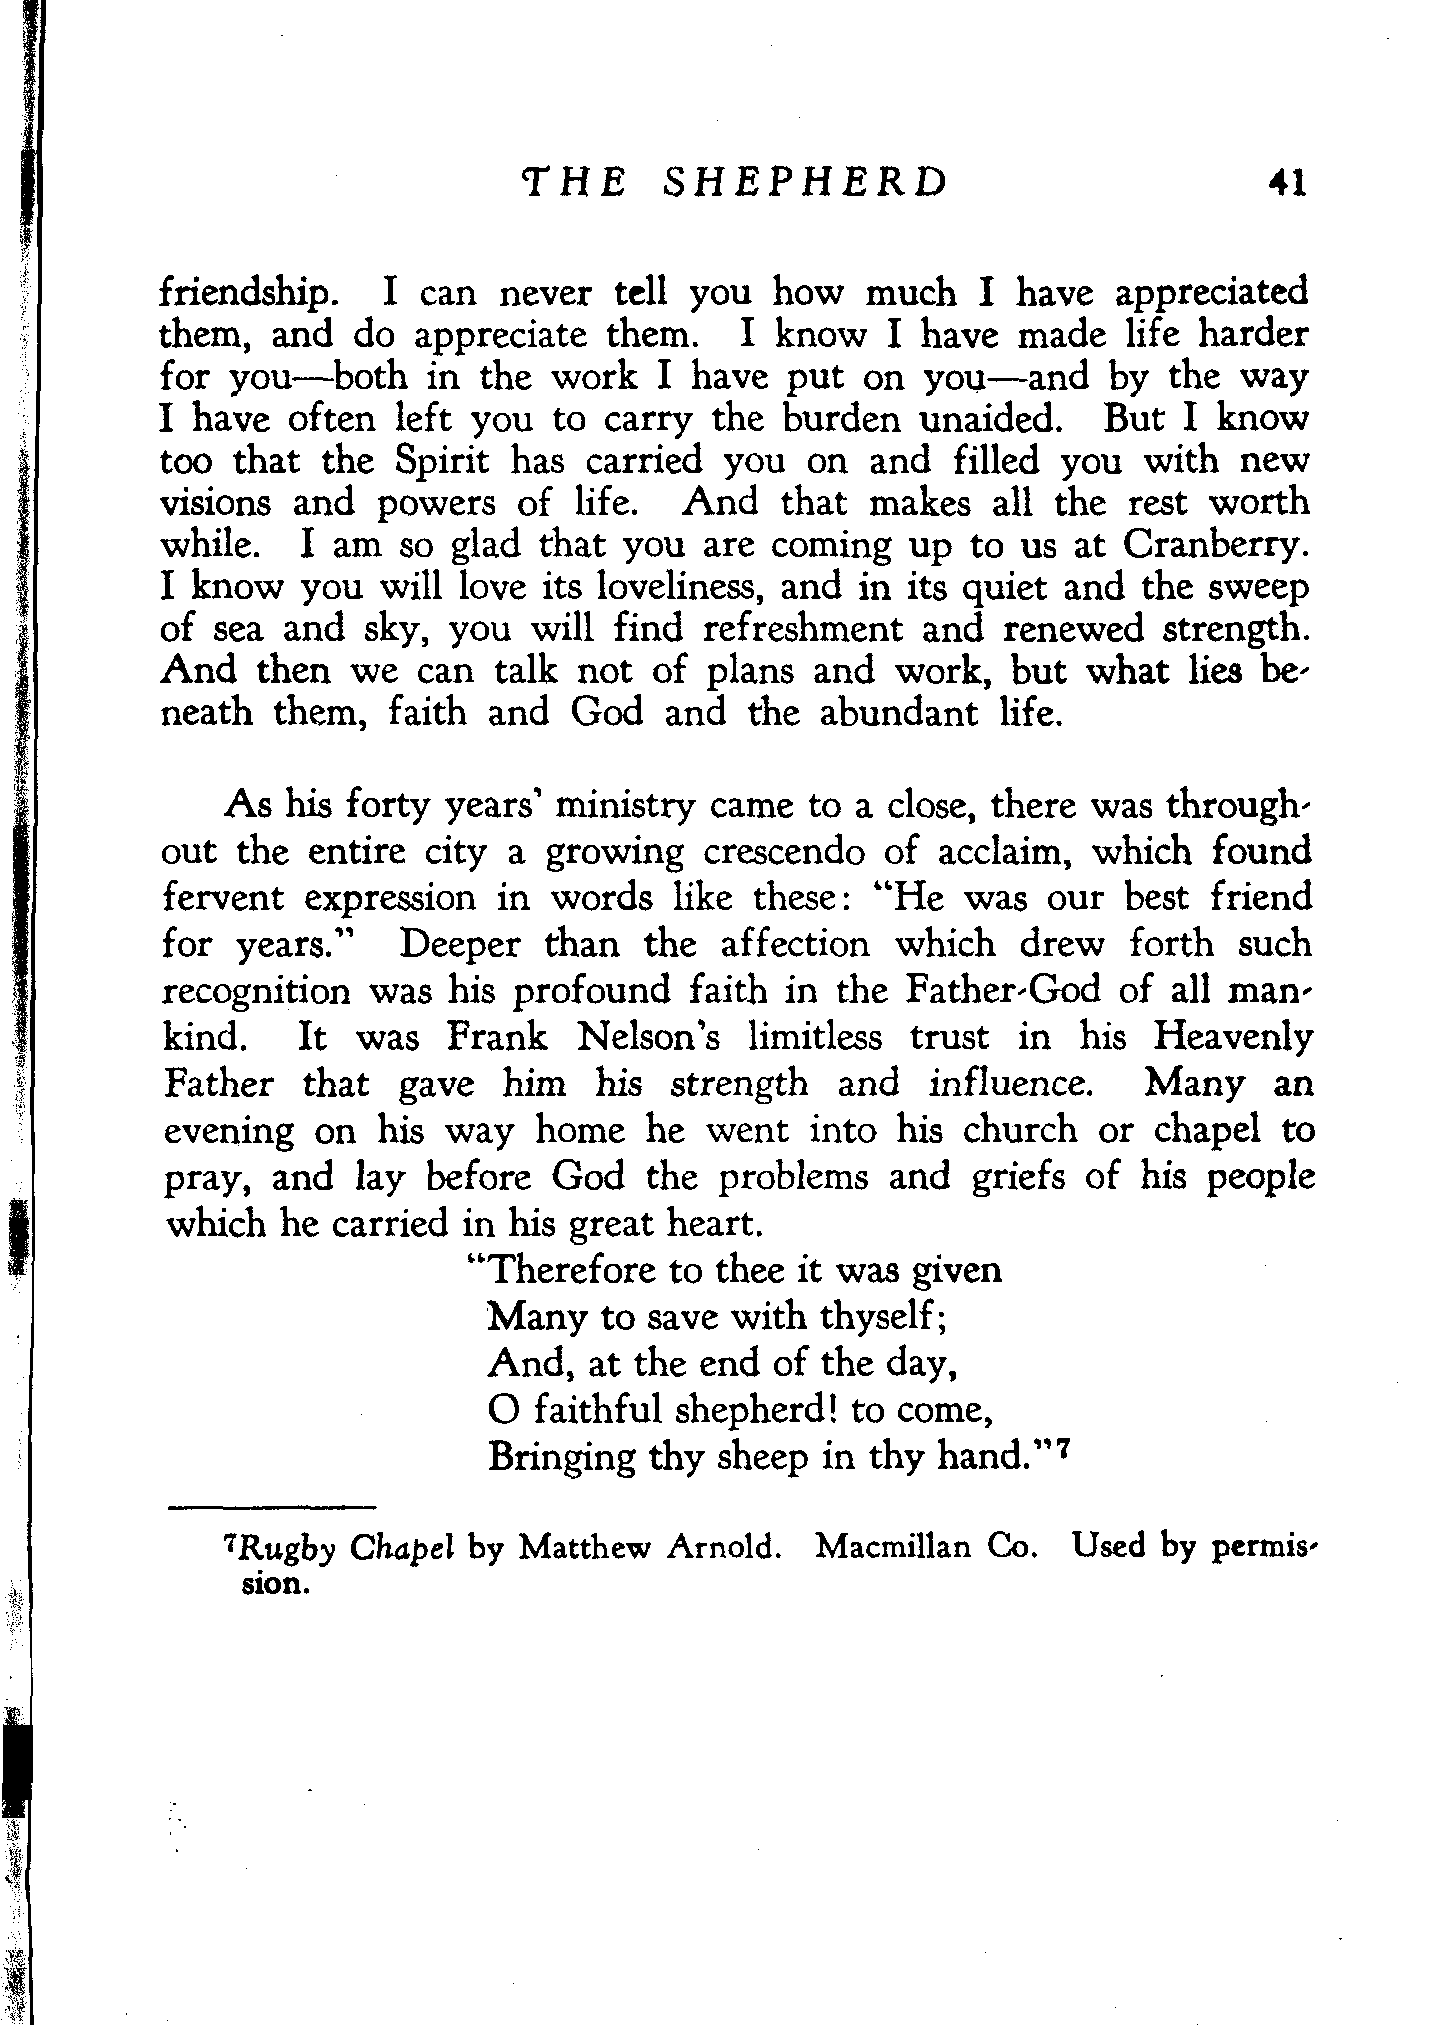 THE SHEPHERD 41
friendship. I can never tell you how much I have appreciated
them, and do appreciate them. I know I have made life harder
for you—both in the work I have put on you—and by the way
I have often left you to carry the burden unaided. But I know
too that the Spirit has carried you on and filled you with new
visions and powers of life. And that makes all the rest worth
while. I am so glad that you are coming up to us at Cranberry.
I know you will love its loveliness, and in its quiet and the sweep
of sea and sky, you will find refreshment and renewed strength.
And then we can talk not of plans and work, but what lies be-
neath them, faith and God and the abundant life.
As his forty years' ministry came to a close, there was through-
out the entire city a growing crescendo of acclaim, which found
fervent expression in words like these: "He was our best friend
for years." Deeper than the affection which drew forth such
recognition was his profound faith in the Father-God of all man-
kind. It was Frank Nelson's limitless trust in his Heavenly
Father that gave him his strength and influence. Many an
evening on his way home he went into his church or chapel to
pray, and lay before God the problems and griefs of his people
which he carried in his great heart.
"Therefore to thee it was given
Many to save with thyself;
And, at the end of the day,
O faithful shepherd! to come,
Bringing thy sheep in thy hand."7
7Rugby Chapel by Matthew Arnold. Macmillan Co. Used by permis-
sion.